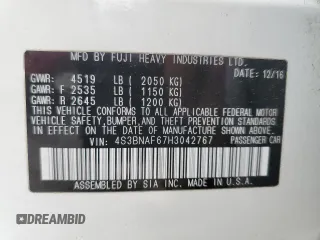 MFD BY FUJI HEAVY INDUSTRIES LTD.
GVWR: 4519 LB ( 2050 KG) DATE: 12/16
GAWR: F 2535 LB ( 1150 KG)
GAWR: R 2645 LB ( 1200 KG)
THIS VEHICLE CONFORMS TO ALL APPLICABLE FEDERAL MOTOR VEHICLE
SAFETY, BUMPER, AND THEFT PREVENTION STANDARDS
IN EFFECT ON THE DATE OF MANUFACTURE SHOWN ABOVE.
VIN: 4S3BNAF67H3042767 PASSENGER CAR
ASSEMBLED BY SIA INC. MADE IN U.S.A.
iDreamBid